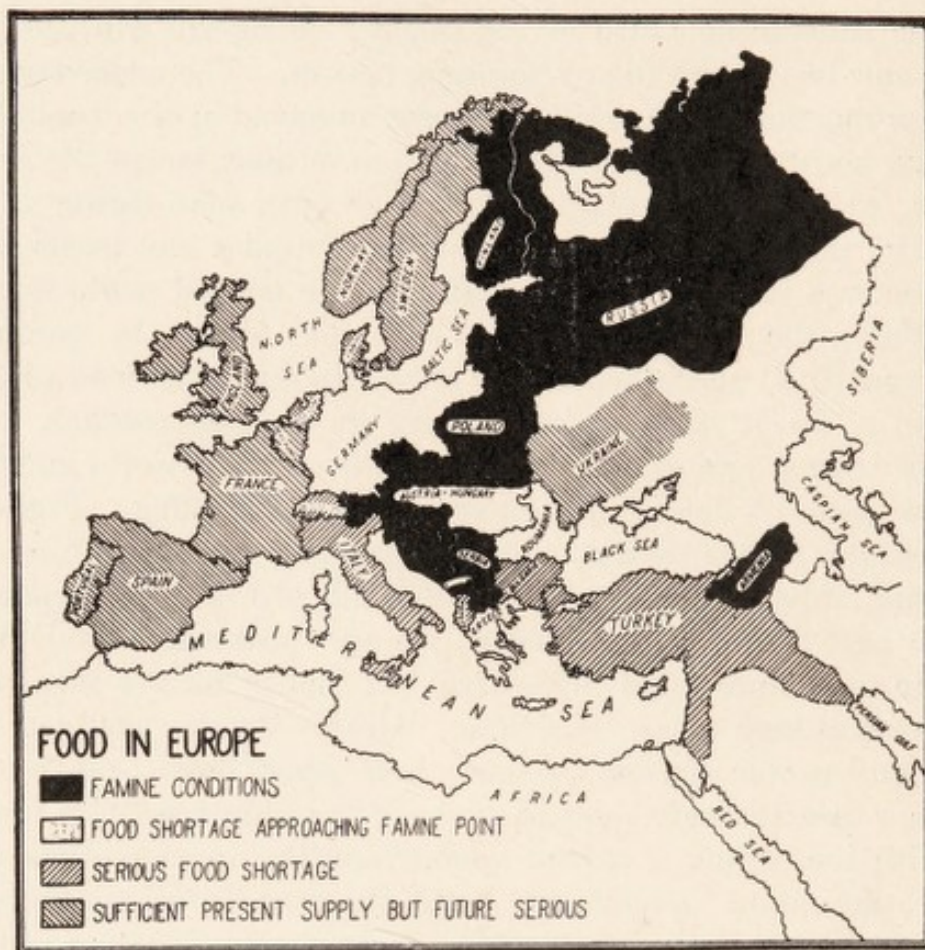 NORWAY
SWEDEN
FINLAND
RUSSIA
SIBERIA
NORTH
SEA
BALTIC SEA
ENGLAND
GERMANY
POLAND
UKRAINE
FRANCE
AUSTRIA-HUNGARY
ROUMANIA
CASPIAN SEA
BLACK SEA
ITALY
SERBIA
ARMENIA
PORTUGAL
SPAIN
GREECE
TURKEY
MEDITERRANEAN SEA
PERSIAN GULF
AFRICA
RED SEA
FOOD IN EUROPE
FAMINE CONDITIONS
FOOD SHORTAGE APPROACHING FAMINE POINT
SERIOUS FOOD SHORTAGE
SUFFICIENT PRESENT SUPPLY BUT FUTURE SERIOUS